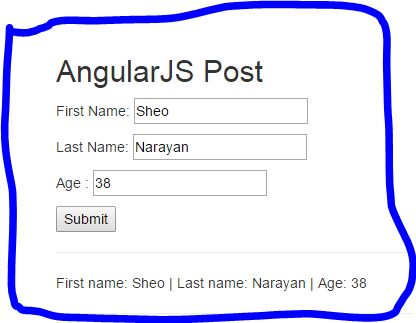 AngularJS Post
First Name: Sheo
Last Name: Narayan
Age : 38
Submit
First name: Sheo | Last name: Narayan | Age: 38